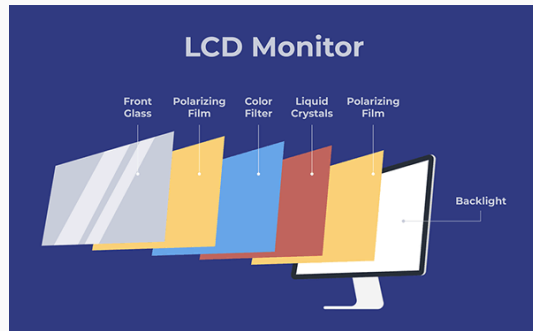 LCD Monitor
Front
Glass
Polarizing
Film
Color
Filter
Liquid
Crystals
Polarizing
Film
Backlight